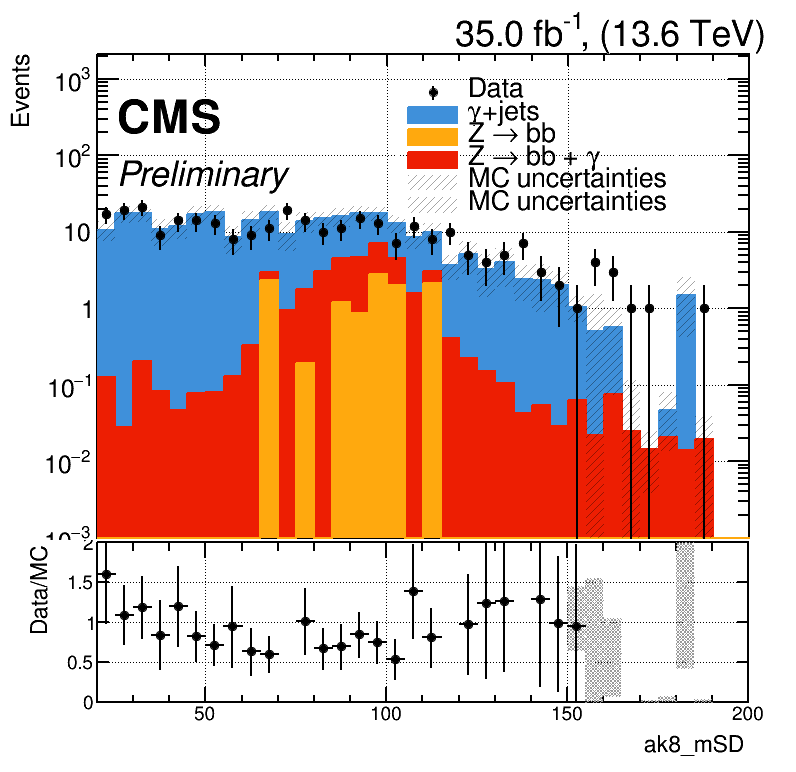 35.0 fb⁻¹, (13.6 TeV)
Events
10³
10²
10
1
10⁻¹
10⁻²
10⁻³
CMS
Preliminary
Data
γ+jets
Z → bb
Z → bb + γ
MC uncertainties
MC uncertainties
Data/MC
2
1.5
1
0.5
0
50
100
150
200
ak8_mSD